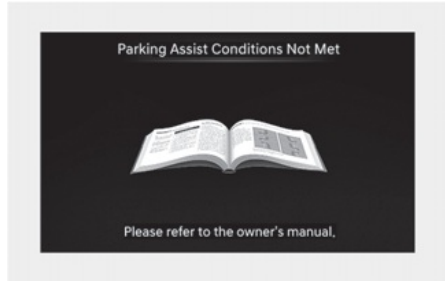 Parking Assist Conditions Not Met
Please refer to the owner's manual.